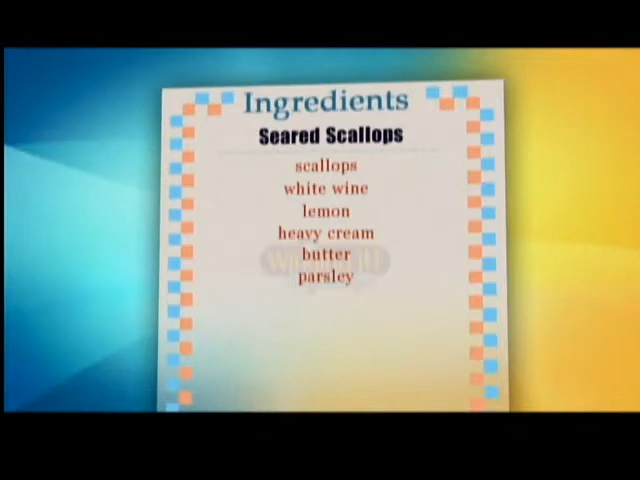 Ingredients
Seared Scallops
scallops
white wine
lemon
heavy cream
butter
parsley